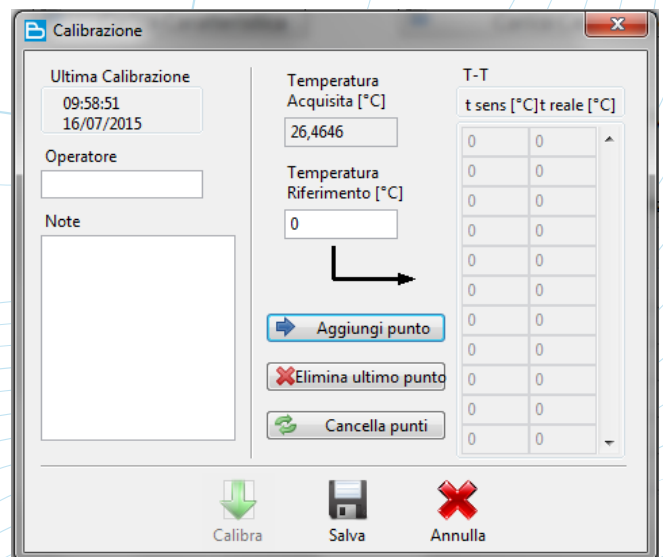 Calibrazione
Ultima Calibrazione
09:58:51
16/07/2015
Operatore
Note
Temperatura
Acquisita [°C]
26,4646
Temperatura
Riferimento [°C]
0
Aggiungi punto
Elimina ultimo punto
Cancella punti
T-T
t sens [°C] t reale [°C]
0 0
0 0
0 0
0 0
0 0
0 0
0 0
0 0
0 0
0 0
0 0
Calibra
Salva
Annulla